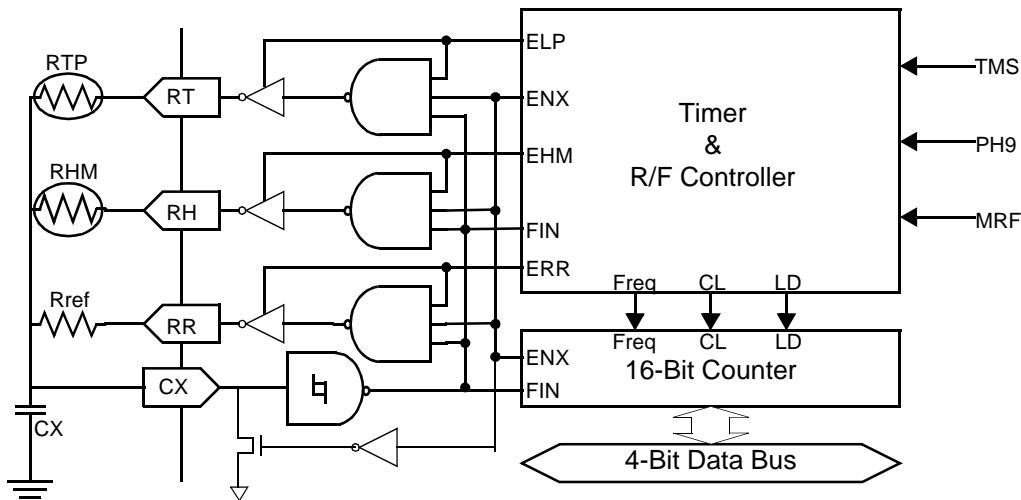 ELP
RTP
RT
ENX
TMS
Timer
&
R/F Controller
PH9
EHM
RHM
RH
FIN
MRF
ERR
Rref
RR
Freq CL LD
Freq CL LD
ENX
16-Bit Counter
FIN
CX
CX
4-Bit Data Bus